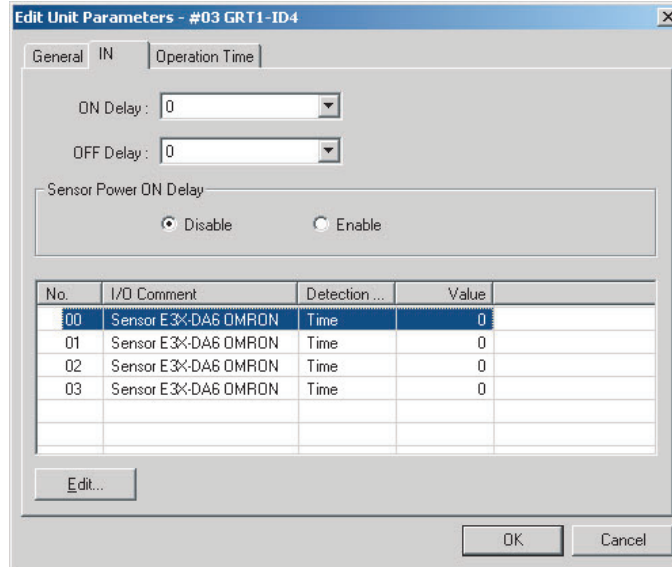 Edit Unit Parameters - #03 GRT1-ID4
General IN Operation Time
ON Delay : 0
OFF Delay : 0
Sensor Power ON Delay
Disable Enable
No. I/O Comment Detection ... Value
00 Sensor E3X-DA6 OMRON Time 0
01 Sensor E3X-DA6 OMRON Time 0
02 Sensor E3X-DA6 OMRON Time 0
03 Sensor E3X-DA6 OMRON Time 0
Edit...
OK Cancel